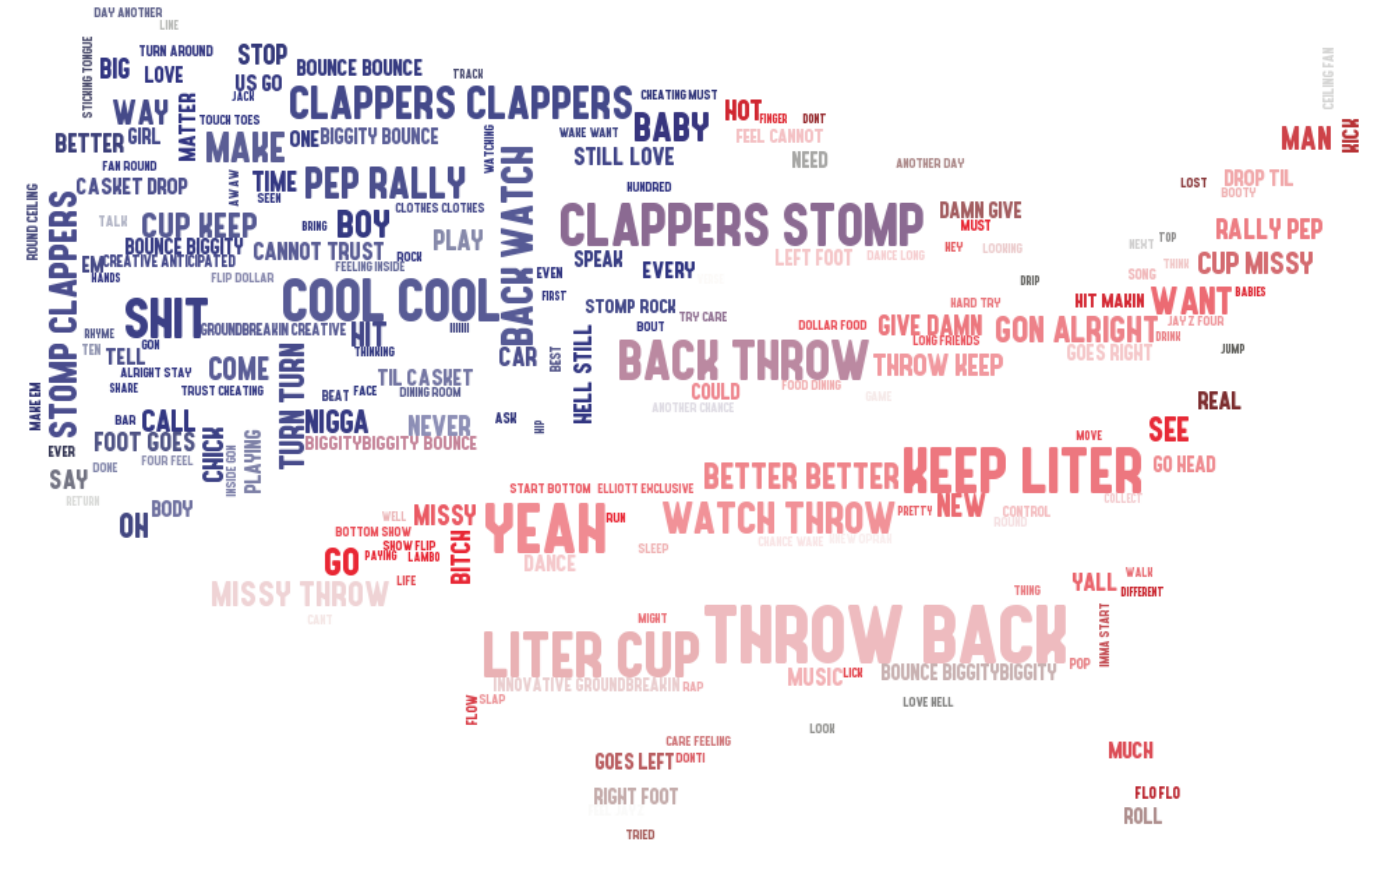 DAY ANOTHER
LINE
STICKING TONGUE
TURN AROUND
STOP
BIG
LOVE
BOUNCE BOUNCE
TRACK
US GO
JACK
CEILING FAN
CLAPPERS CLAPPERS
CHEATING MUST
WAY
MATTER
TOUCH TOES
HOT
FINGER
DONT
BABY
WAKE WANT
FEEL CANNOT
MAN
KICK
BETTER
GIRL
MAKE
ONE
BIGGITY BOUNCE
WATCHING
STILL LOVE
NEED
ANOTHER DAY
FAN ROUND
CASKET DROP
AWAW
TIME
SEEN
PEP RALLY
BACK WATCH
HUNDRED
LOST
DROP TIL
BOOTY
ROUND CEILING
STOMP CLAPPERS
TALK
CUP KEEP
BRING
BOY
CLOTHES CLOTHES
CLAPPERS STOMP
DAMN GIVE
MUST
RALLY PEP
BOUNCE BIGGITY
CANNOT TRUST
PLAY
HEY
LOOKING
NEWT
TOP
EM
CREATIVE ANTICIPATED
HANDS
FEELING INSIDE
ROCK
SPEAK
EVERY
LEFT FOOT
DANCE LONG
THINK
CUP MISSY
FLIP DOLLAR
EVEN
SONG
DRIP
COOL COOL
FIRST
STOMP ROCK
HARD TRY
HIT MAKIN
WANT
BABIES
SHIT
GROUNDBREAKIN CREATIVE
HIT
IIIIIII
BOUT
TRY CARE
DOLLAR FOOD
GIVE DAMN
GON ALRIGHT
JAY Z FOUR
DRINK
RHYME
GON
TEN
TELL
THINKING
TURN TURN
CAR
BEST
HELL STILL
BACK THROW
LONG FRIENDS
THROW KEEP
GOES RIGHT
JUMP
ALRIGHT STAY
COME
TIL CASKET
SHARE
TRUST CHEATING
BEAT
FACE
DINING ROOM
COULD
FOOD DINING
GAME
ANOTHER CHANCE
REAL
MAKE EM
BAR
CALL
NIGGA
NEVER
ASK
HIP
FOOT GOES
CHICK
BIGGITYBIGGITY BOUNCE
MOVE
SEE
EVER
FOUR FEEL
DONE
SAY
INSIDE GON
PLAYING
BETTER BETTER
KEEP LITER
GO HEAD
RETURN
START BOTTOM
ELLIOTT EXCLUSIVE
COLLECT
BODY
OH
WELL
MISSY
YEAH
RUN
WATCH THROW
PRETTY
NEW
CONTROL
ROUND
BOTTOM SHOW
SHOW FLIP
BITCH
CHANCE WAKE
KNEW OPRAH
GO
PAYING
LAMBO
SLEEP
DANCE
LIFE
MISSY THROW
YALL
WALK
DIFFERENT
THING
CANT
MIGHT
THROW BACK
IMMA START
LITER CUP
POP
INNOVATIVE GROUNDBREAKIN
RAP
MUSIC
LICK
BOUNCE BIGGITYBIGGITY
FLOW
SLAP
LOVE HELL
LOOK
CARE FEELING
GOES LEFT
DONTI
MUCH
RIGHT FOOT
FLO FLO
ROLL
TRIED